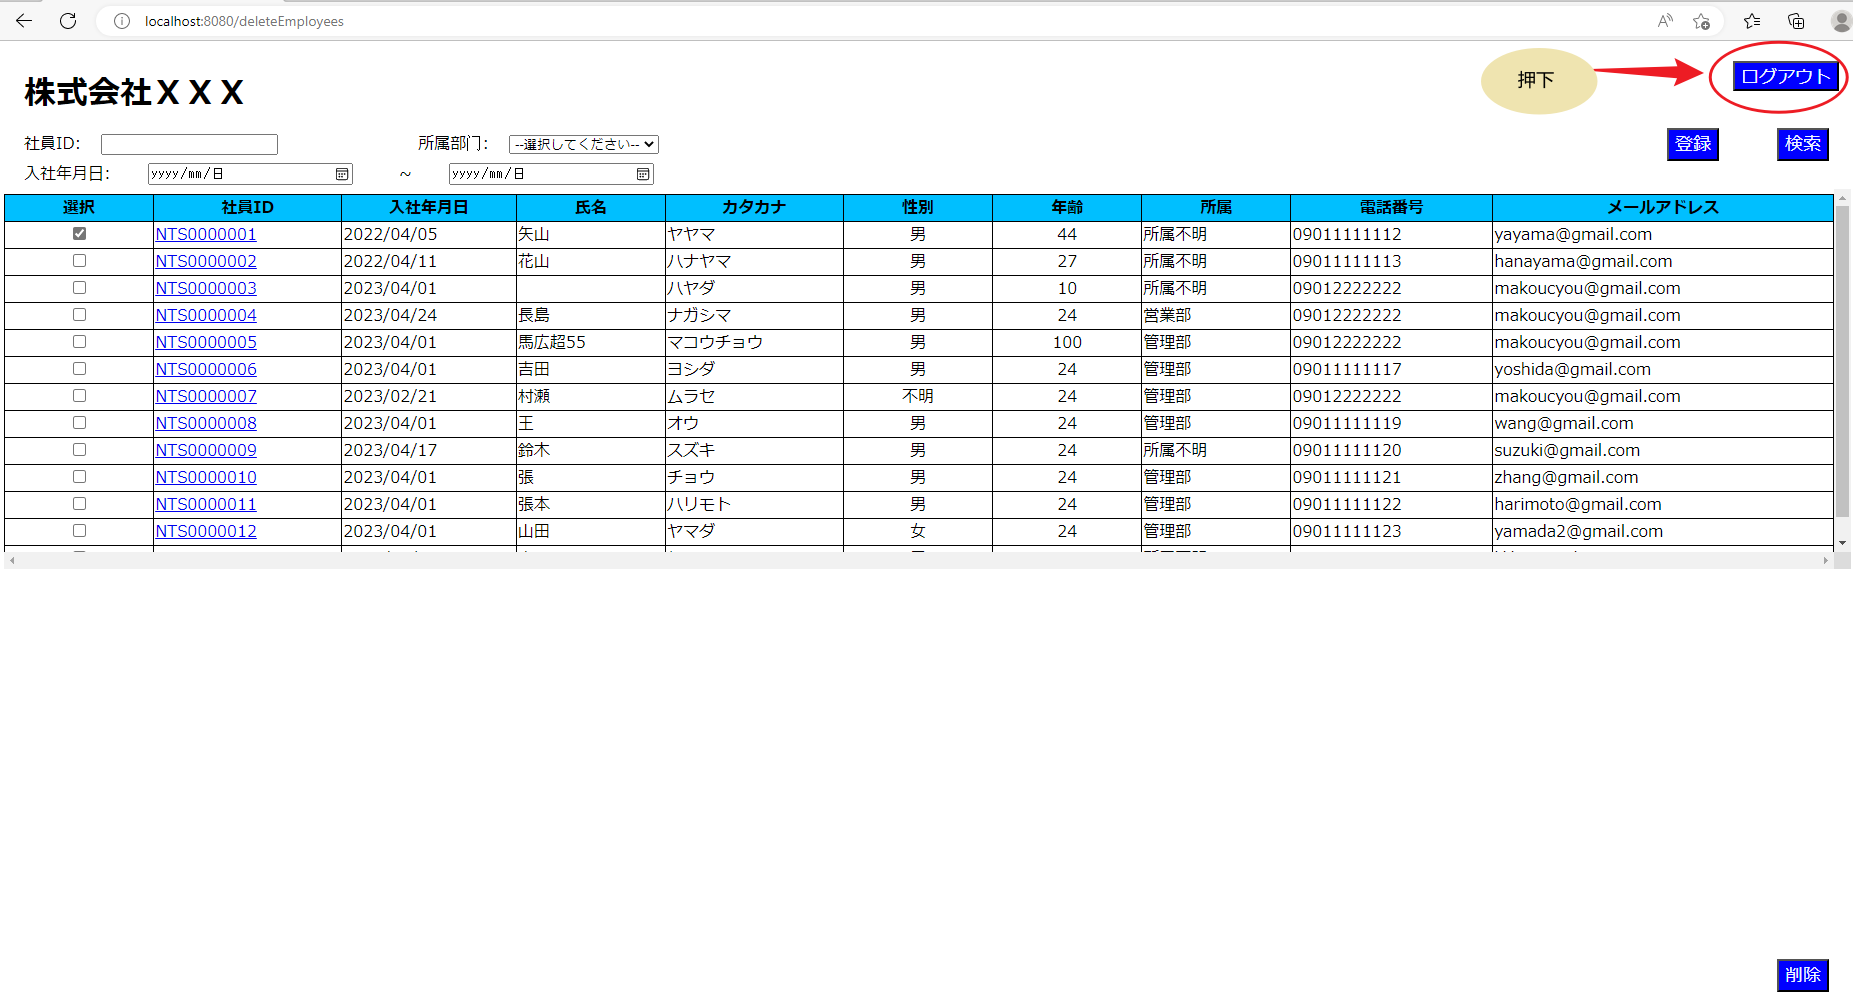 localhost:8080/deleteEmployees
株式会社ＸＸＸ
押下
ログアウト
社員ID：
所属部门：
--選択してください--
登録
検索
入社年月日：
yyyy/mm/日
~
yyyy/mm/日
選択 社員ID 入社年月日 氏名 カタカナ 性別 年齢 所属 電話番号 メールアドレス
NTS0000001 2022/04/05 矢山 ヤヤマ 男 44 所属不明 09011111112 yayama@gmail.com
NTS0000002 2022/04/11 花山 ハナヤマ 男 27 所属不明 09011111113 hanayama@gmail.com
NTS0000003 2023/04/01 ハヤダ 男 10 所属不明 09012222222 makoucyou@gmail.com
NTS0000004 2023/04/24 長島 ナガシマ 男 24 営業部 09012222222 makoucyou@gmail.com
NTS0000005 2023/04/01 馬広超55 マコウチョウ 男 100 管理部 09012222222 makoucyou@gmail.com
NTS0000006 2023/04/01 吉田 ヨシダ 男 24 管理部 09011111117 yoshida@gmail.com
NTS0000007 2023/02/21 村瀬 ムラセ 不明 24 管理部 09012222222 makoucyou@gmail.com
NTS0000008 2023/04/01 王 オウ 男 24 管理部 09011111119 wang@gmail.com
NTS0000009 2023/04/17 鈴木 スズキ 男 24 所属不明 09011111120 suzuki@gmail.com
NTS0000010 2023/04/01 張 チョウ 男 24 管理部 09011111121 zhang@gmail.com
NTS0000011 2023/04/01 張本 ハリモト 男 24 管理部 09011111122 harimoto@gmail.com
NTS0000012 2023/04/01 山田 ヤマダ 女 24 管理部 09011111123 yamada2@gmail.com
削除